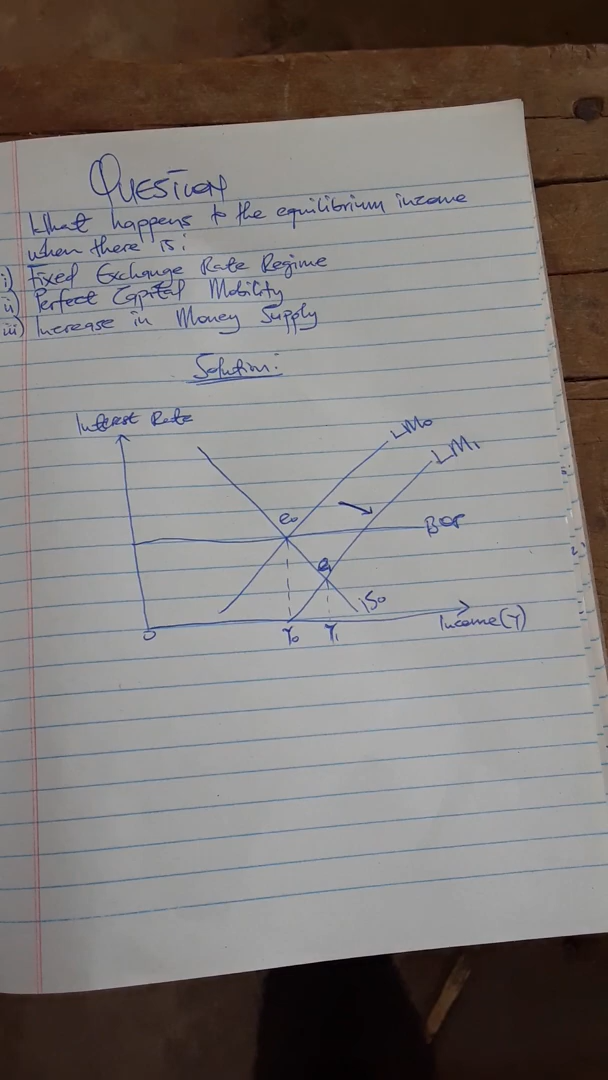 QUESTION
What happens to the equilibrium income
when there is:
i) Fixed Exchange Rate Regime
ii) Perfect Capital Mobility
iii) Increase in Money Supply
Solution:
Interest Rate
LM₀
LM₁
e₀
BOP
e₁
IS₀
0
Y₀
Y₁
Income(Y)